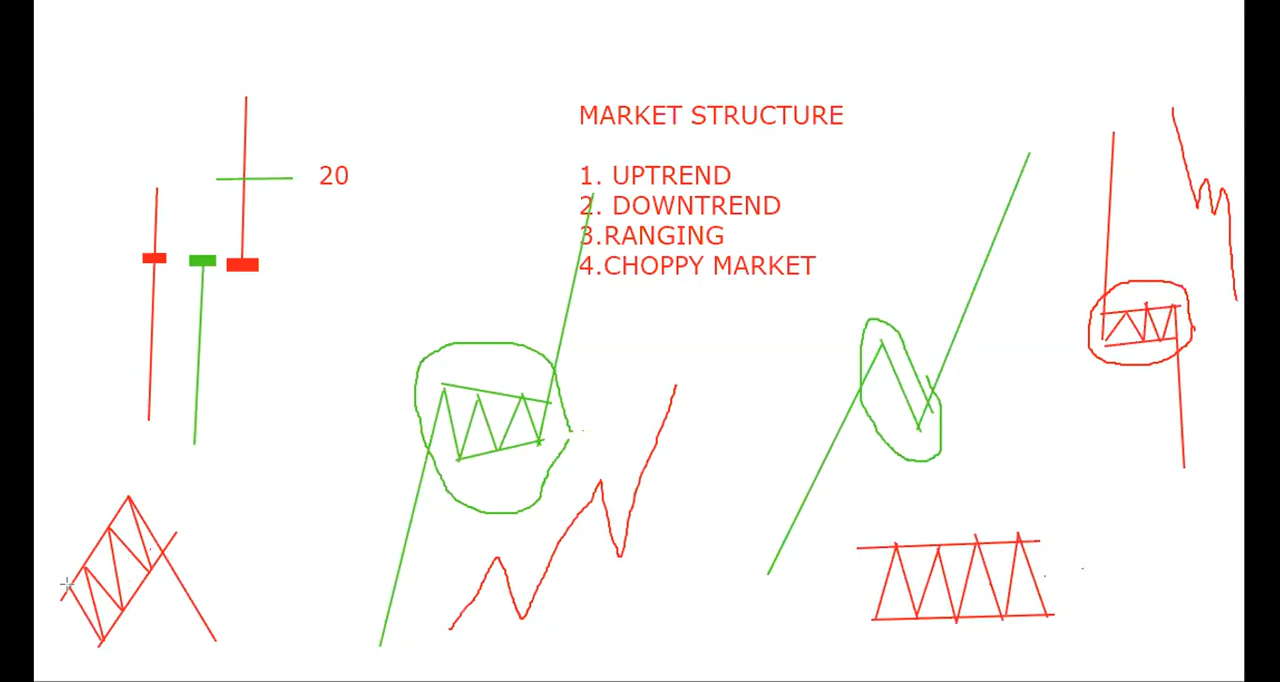 MARKET STRUCTURE
20
1. UPTREND
2. DOWNTREND
3.RANGING
4.CHOPPY MARKET